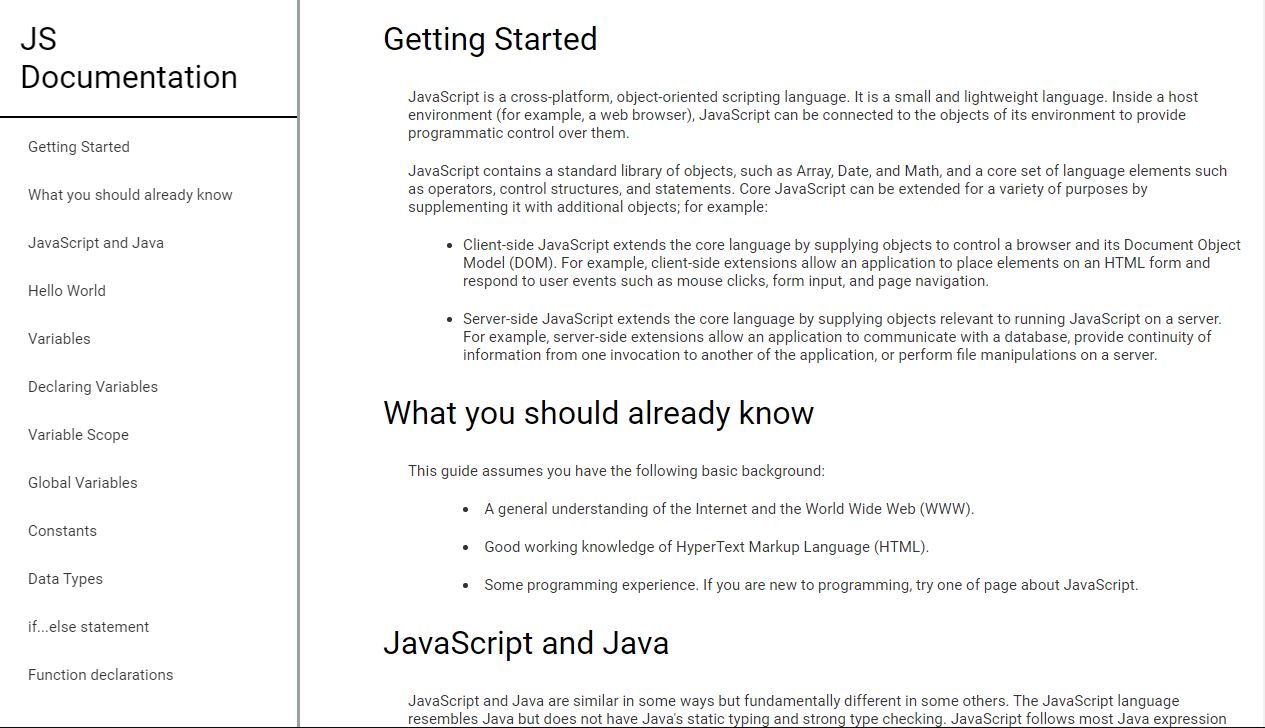 JS
Documentation
Getting Started
What you should already know
JavaScript and Java
Hello World
Variables
Declaring Variables
Variable Scope
Global Variables
Constants
Data Types
if...else statement
Function declarations
Getting Started
JavaScript is a cross-platform, object-oriented scripting language. It is a small and lightweight language. Inside a host
environment (for example, a web browser), JavaScript can be connected to the objects of its environment to provide
programmatic control over them.
JavaScript contains a standard library of objects, such as Array, Date, and Math, and a core set of language elements such
as operators, control structures, and statements. Core JavaScript can be extended for a variety of purposes by
supplementing it with additional objects; for example:
• Client-side JavaScript extends the core language by supplying objects to control a browser and its Document Object
Model (DOM). For example, client-side extensions allow an application to place elements on an HTML form and
respond to user events such as mouse clicks, form input, and page navigation.
• Server-side JavaScript extends the core language by supplying objects relevant to running JavaScript on a server.
For example, server-side extensions allow an application to communicate with a database, provide continuity of
information from one invocation to another of the application, or perform file manipulations on a server.
What you should already know
This guide assumes you have the following basic background:
• A general understanding of the Internet and the World Wide Web (WWW).
• Good working knowledge of HyperText Markup Language (HTML).
• Some programming experience. If you are new to programming, try one of page about JavaScript.
JavaScript and Java
JavaScript and Java are similar in some ways but fundamentally different in some others. The JavaScript language
resembles Java but does not have Java's static typing and strong type checking. JavaScript follows most Java expression